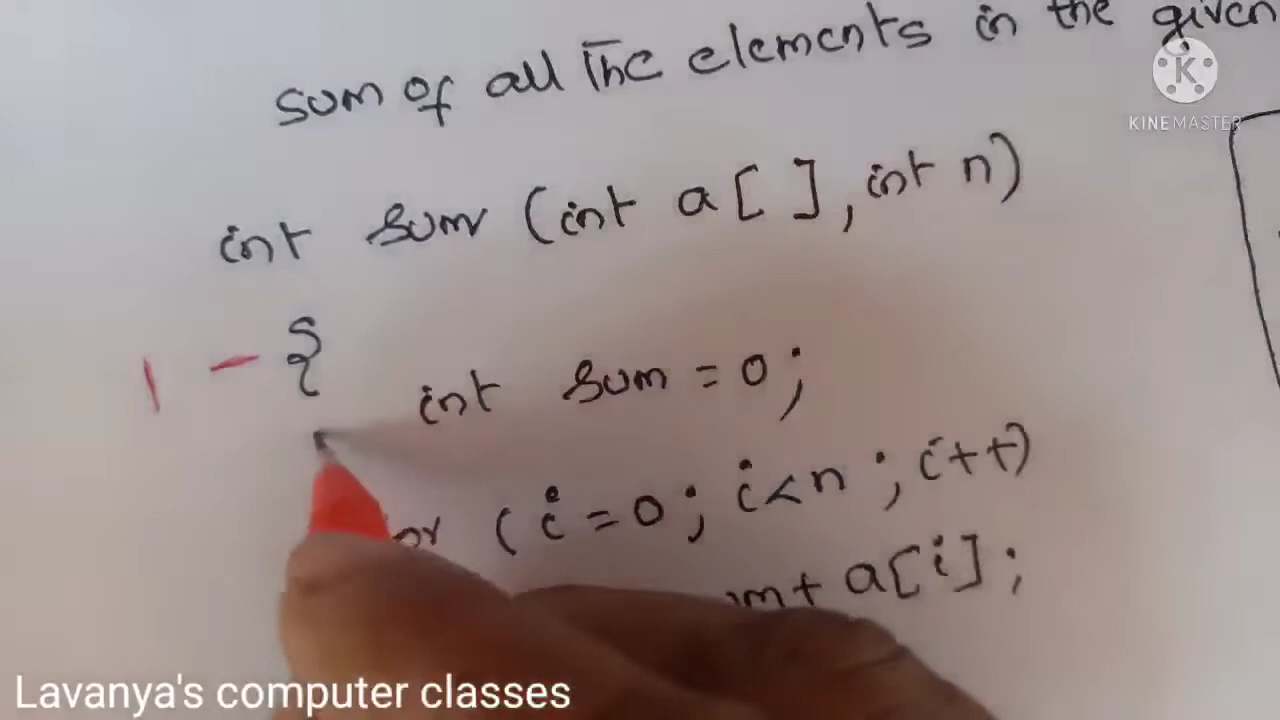 sum of all The elements in the given
KINEMASTER
int sum (int a[ ], int n)
1 - {
int sum = 0;
(i=0; i<n ; i++)
+ a[i];
Lavanya's computer classes